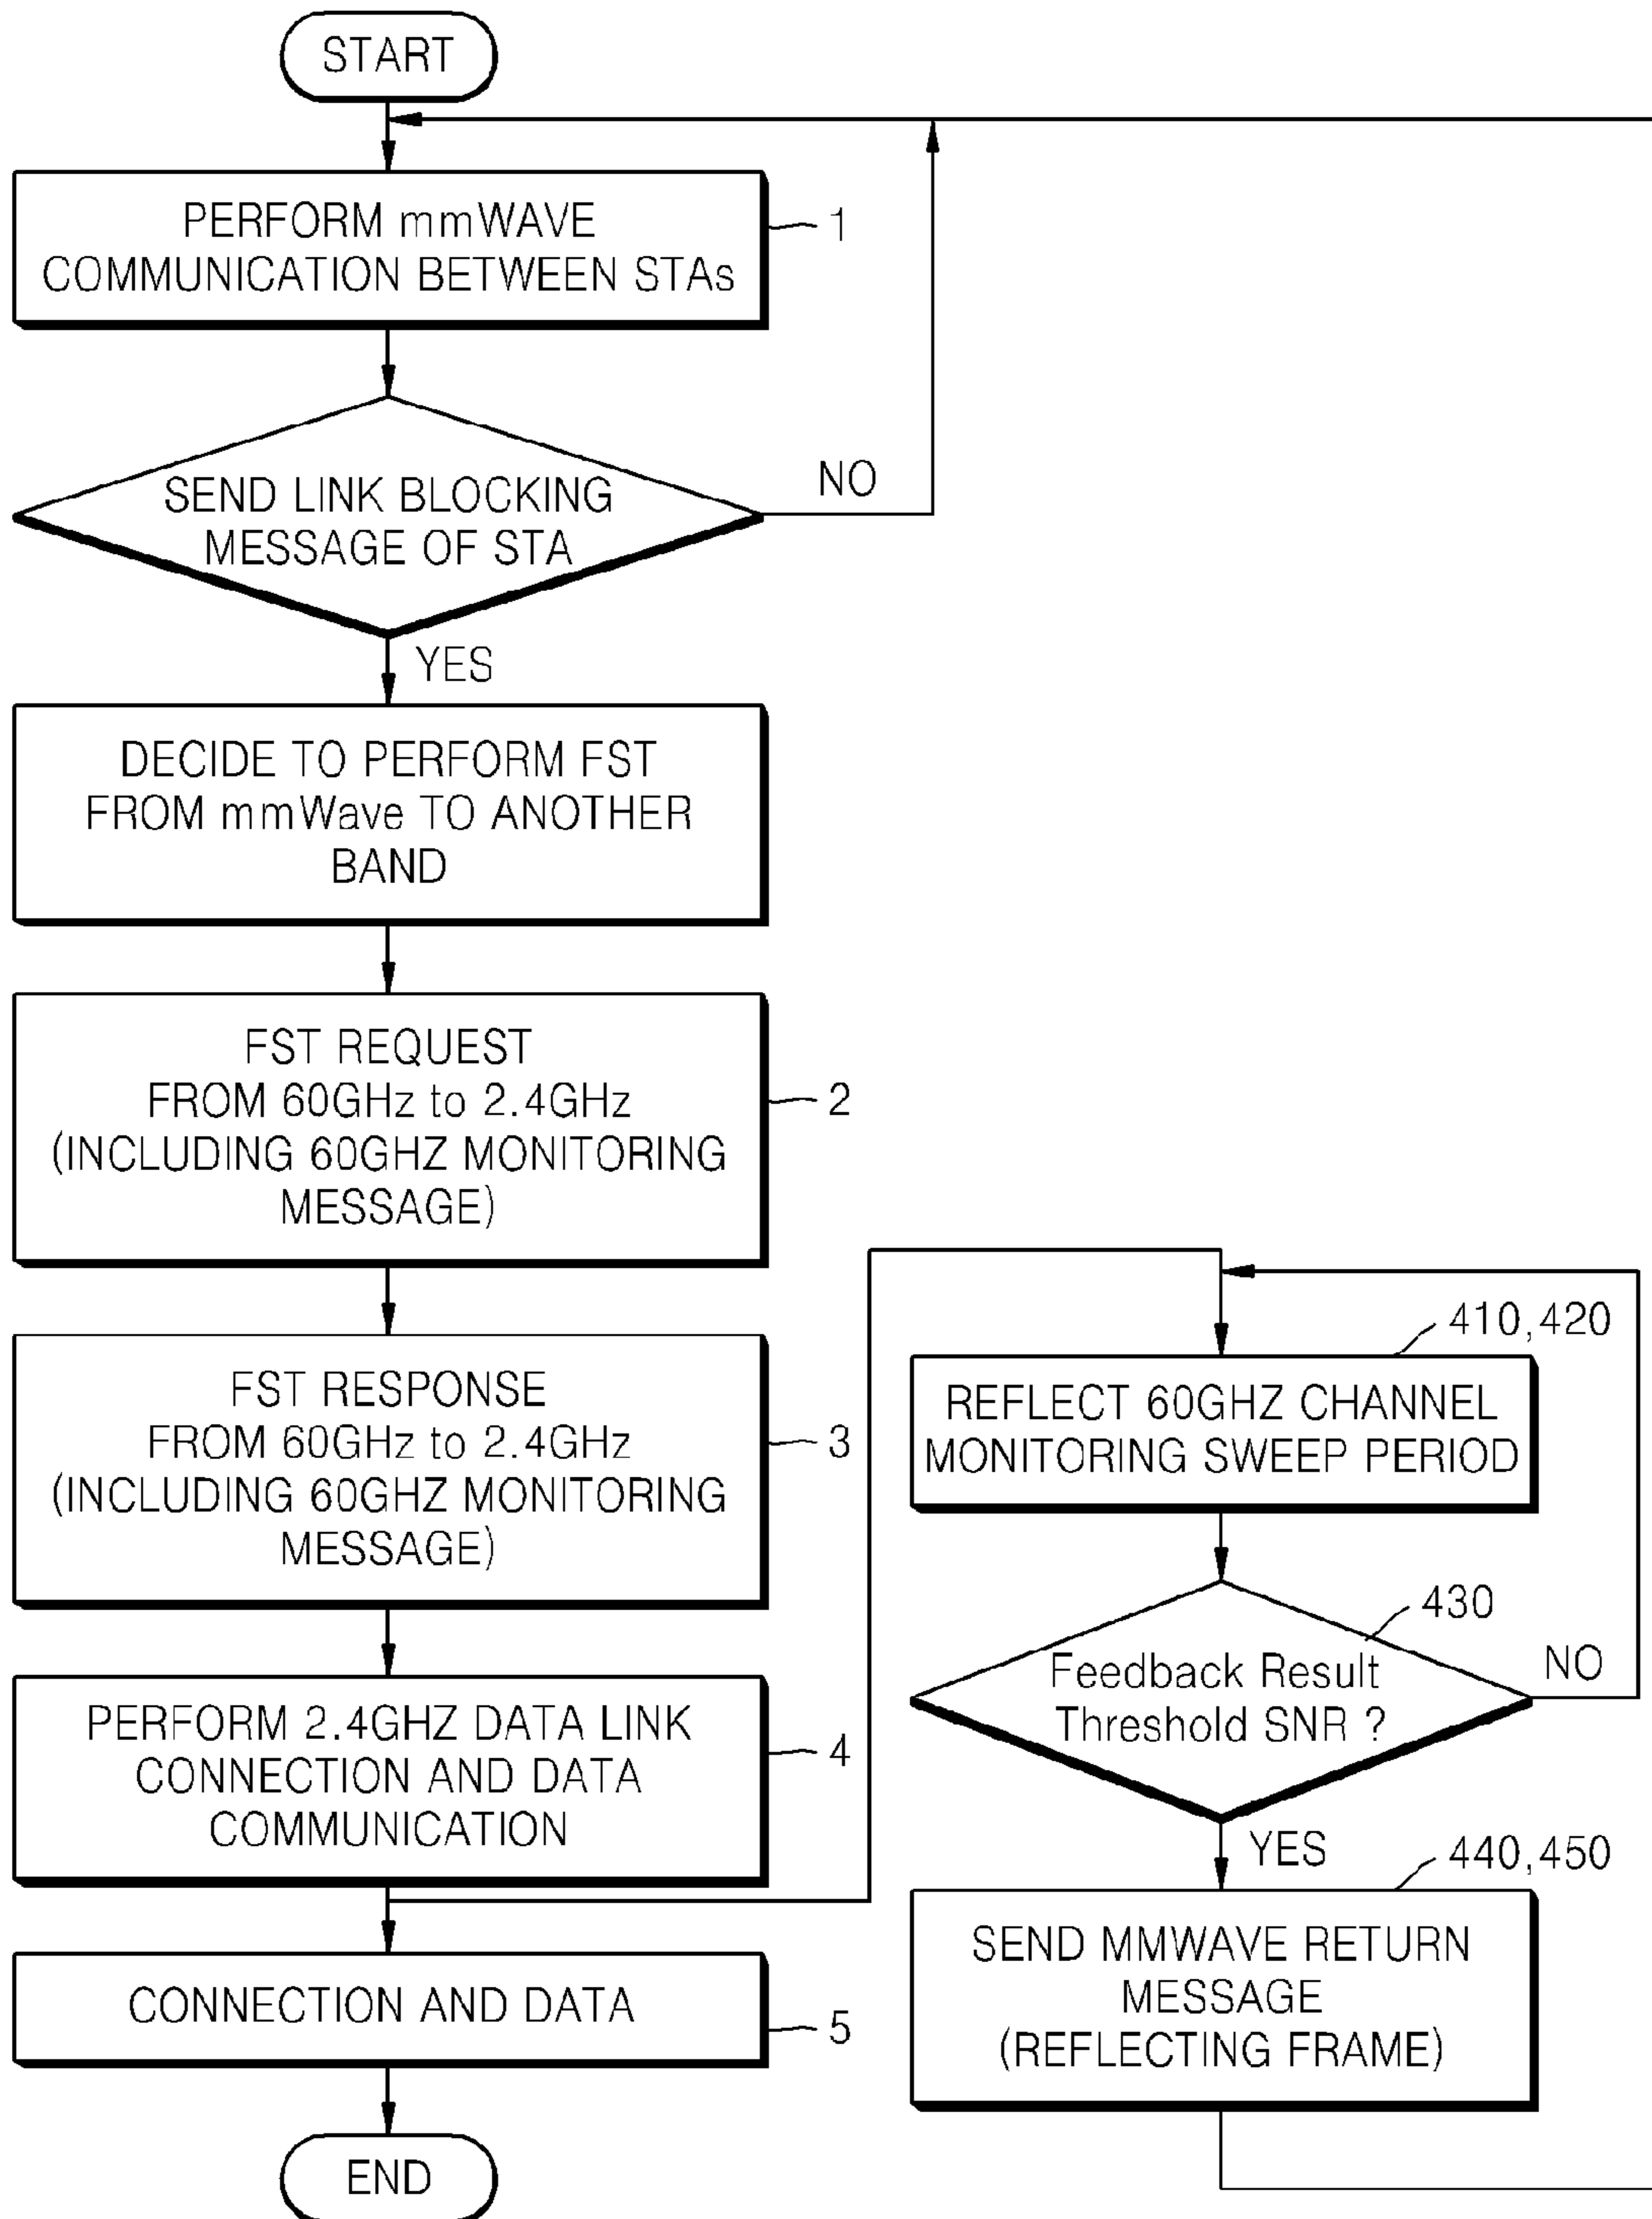 START
PERFORM mmWAVE
COMMUNICATION BETWEEN STAs
1
SEND LINK BLOCKING
MESSAGE OF STA
NO
YES
DECIDE TO PERFORM FST
FROM mmWave TO ANOTHER
BAND
FST REQUEST
FROM 60GHz to 2.4GHz
(INCLUDING 60GHZ MONITORING
MESSAGE)
2
FST RESPONSE
FROM 60GHz to 2.4GHz
(INCLUDING 60GHZ MONITORING
MESSAGE)
3
PERFORM 2.4GHZ DATA LINK
CONNECTION AND DATA
COMMUNICATION
4
CONNECTION AND DATA
5
END
410,420
REFLECT 60GHZ CHANNEL
MONITORING SWEEP PERIOD
430
Feedback Result
Threshold SNR ?
NO
YES
440,450
SEND MMWAVE RETURN
MESSAGE
(REFLECTING FRAME)